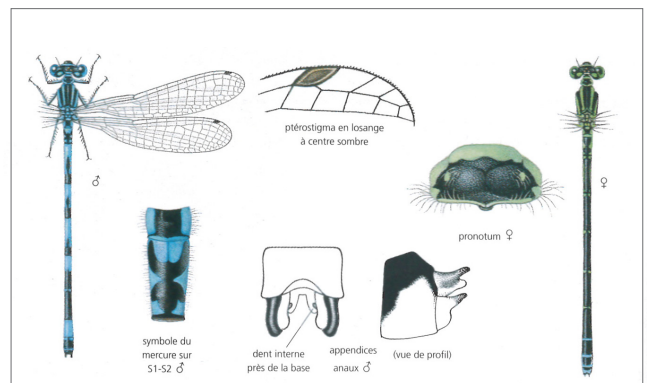 ptérostigma en losange
à centre sombre
♂
♀
pronotum ♀
symbole du
mercure sur
S1-S2 ♂
dent interne
près de la base
appendices
anaux ♂
(vue de profil)